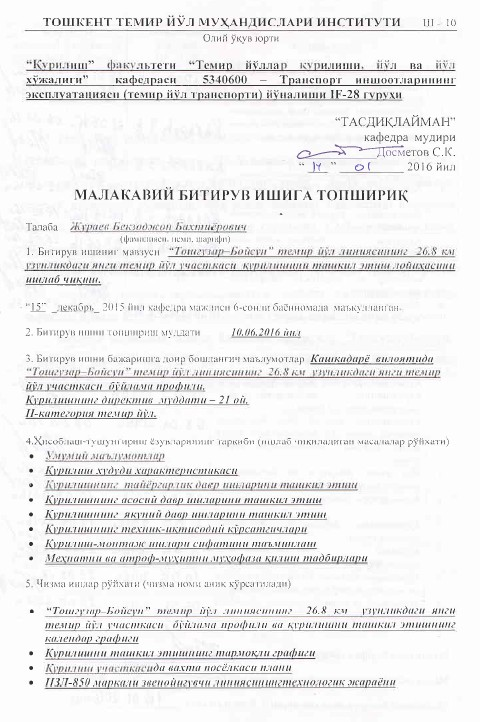 ТОШКЕНТ ТЕМИР ЙЎЛ МУҲАНДИСЛАРИ ИНСТИТУТИ Ш – 10
Олий ўқув юрти
“Қурилиш” факультети “Темир йўллар қурилиши, йўл ва йўл
хўжалиги” кафедраси 5340600 – Транспорт иншоотларининг
эксплуатацияси (темир йўл транспорти) йўналиши IF-28 гуруҳи
“ТАСДИҚЛАЙМАН”
кафедра мудири
Досметов С.К.
“ 14 ” 01 2016 йил
МАЛАКАВИЙ БИТИРУВ ИШИГА ТОПШИРИҚ
Талаба Жўраев Бекзоджон Бахтиёрович
(фамилияси, исми, шарифи)
1. Битирув ишининг мавзуси “Тошгузар–Бойсун” темир йўл линиясининг 26.8 км
узунликдаги янги темир йўл участкаси қурилишини ташкил этиш лойиҳасини
ишлаб чиқиш.
“15” декабрь 2015 йил кафедра мажлиси 6-сонли баённомада маъқулланган.
2. Битирув ишни топшириш муддати 10.06.2016 йил
3. Битирув ишни бажаришга доир бошланғич маълумотлар Кашкадарё вилоятида
“Тошгузар–Бойсун” темир йўл линиясининг 26.8 км узунликдаги янги темир
йўл участкаси бўйлама профили.
Қурилишнинг директив муддати – 21 ой.
II-категория темир йўл.
4.Ҳисоблаш-тушунтириш ёзувларининг таркиби (ишлаб чиқиладиган масалалар рўйхати)
• Умумий маълумотлар
• Қурилиш ҳудуди характеристикаси
• Қурилишнинг тайёргарлик давр ишларини ташкил этиш
• Қурилишнинг асосий давр ишларини ташкил этиш
• Қурилишнинг якуний давр ишларини ташкил этиш
• Қурилишнинг техник-иқтисодий кўрсатгичлари
• Қурилиш-монтаж ишлари сифатини таъминлаш
• Меҳнатни ва атроф-муҳитни муҳофаза қилиш тадбирлари
5. Чизма ишлар рўйхати (чизма номи аниқ кўрсатилади)
• “Тошгузар–Бойсун” темир йўл линиясининг 26.8 км узунликдаги янги
темир йўл участкаси бўйлама профили ва қурилишни ташкил этишнинг
календар графиги
• Қурилишни ташкил этишнинг тармоқли графиги
• Қурилиш участкасида вахта посёлкаси плани
• ПЗЛ-850 маркали звенойигувчи линиясинингтехнологик жараёни